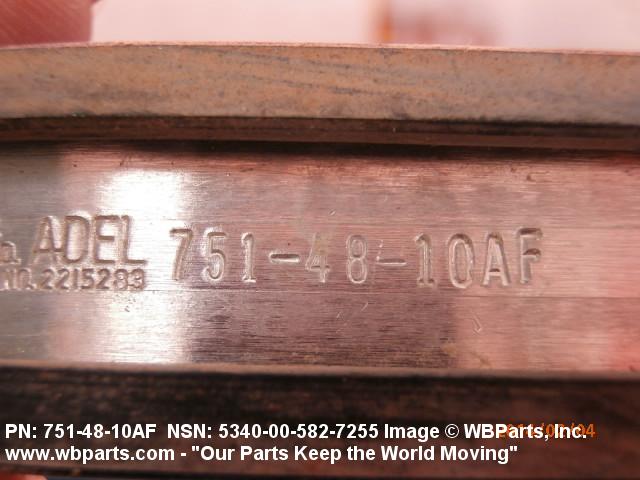 ADEL 751-48-10AF
NO. 2215283
PN: 751-48-10AF NSN: 5340-00-582-7255 Image © WBParts, Inc.
www.wbparts.com - "Our Parts Keep the World Moving"